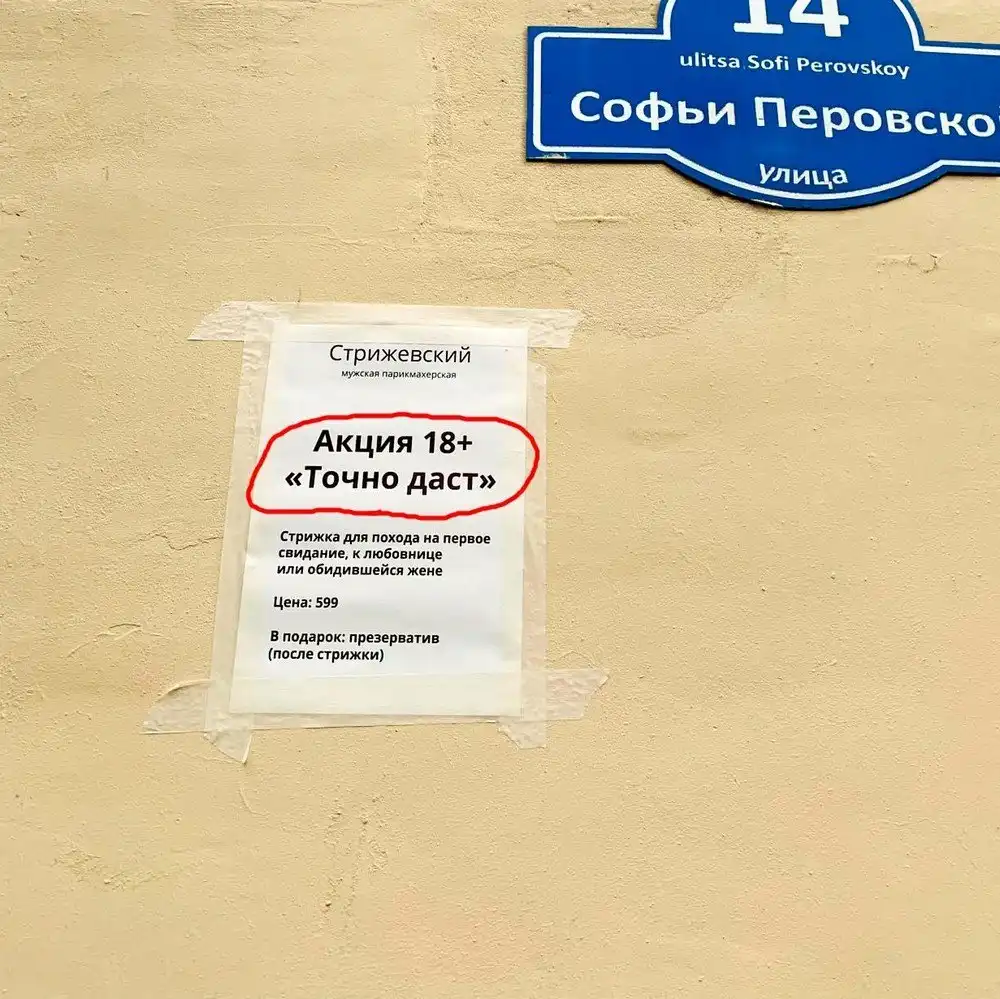 14
ulitsa Sofi Perovskoy
Софьи Перовской
улица
Стрижевский
мужская парикмахерская
Акция 18+
«Точно даст»
Стрижка для похода на первое
свидание, к любовнице
или обидившейся жене
Цена: 599
В подарок: презерватив
(после стрижки)